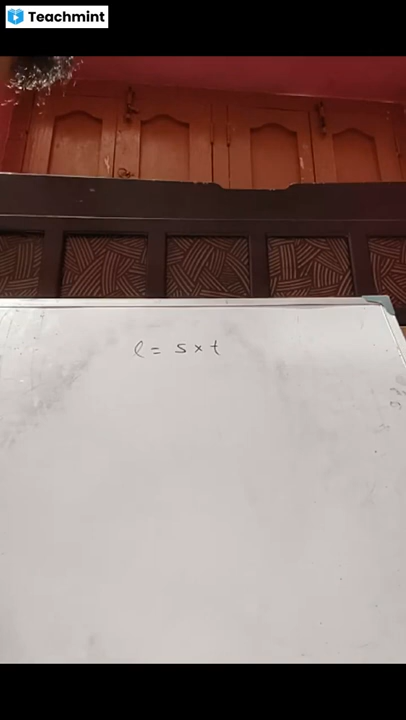 Teachmint
l = s × t